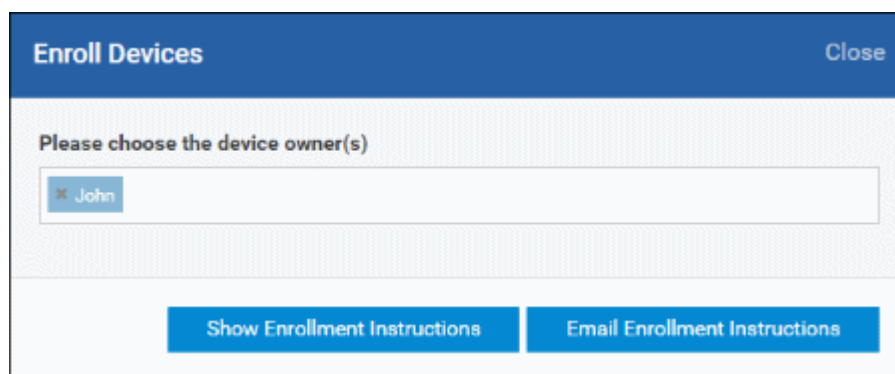 Enroll Devices
Close
Please choose the device owner(s)
John
Show Enrollment Instructions
Email Enrollment Instructions